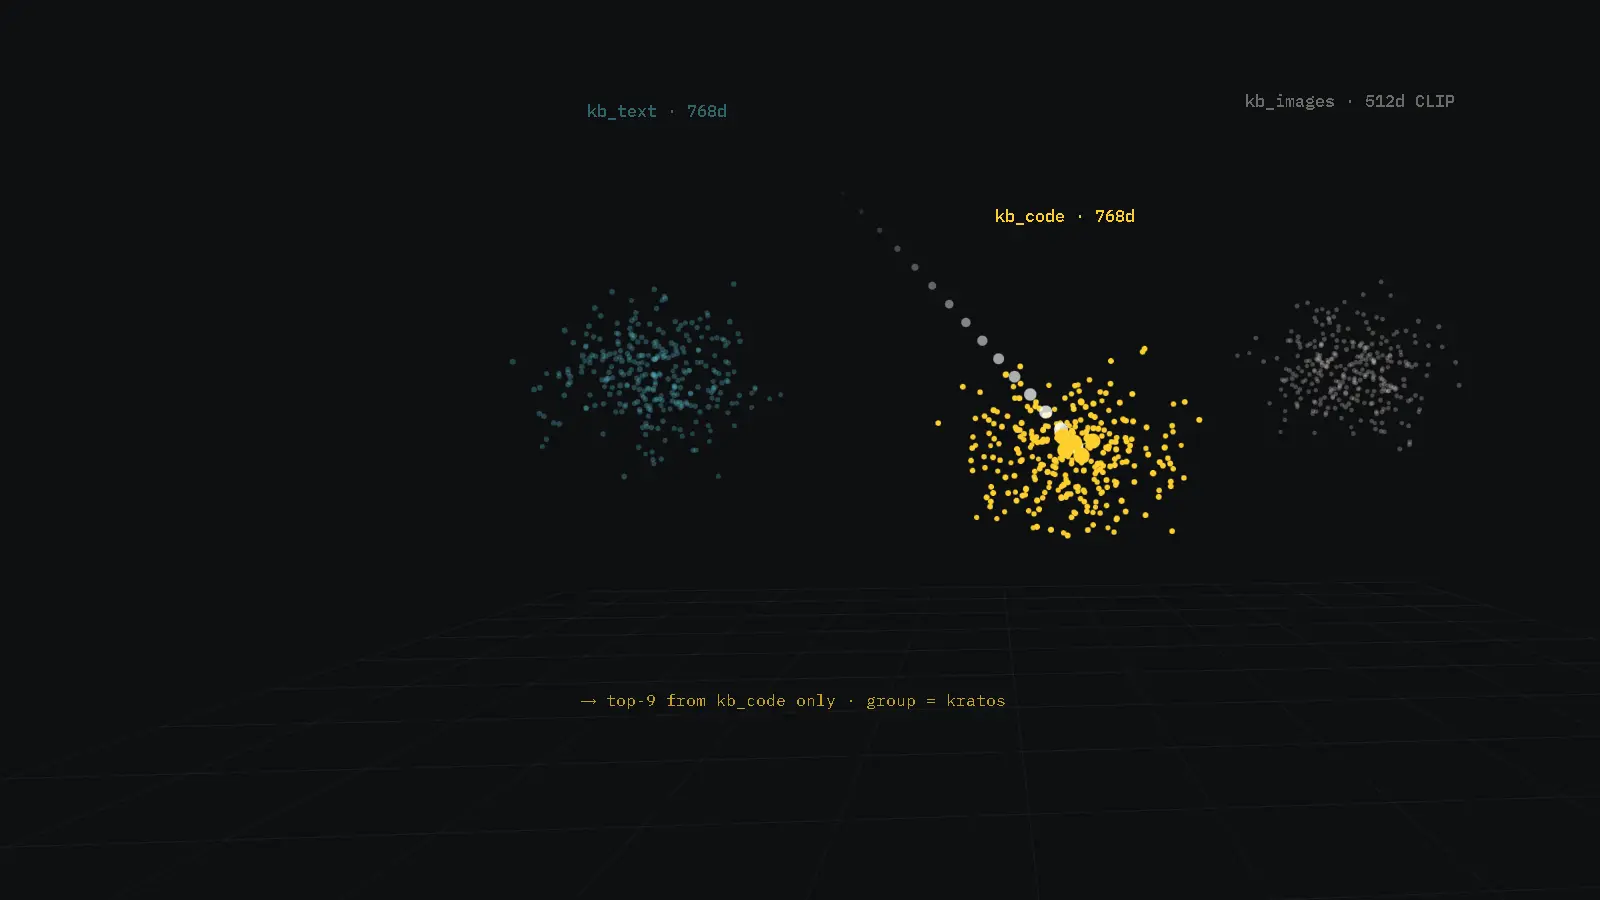 kb_images · 512d CLIP
kb_text · 768d
kb_code · 768d
→ top-9 from kb_code only · group = kratos